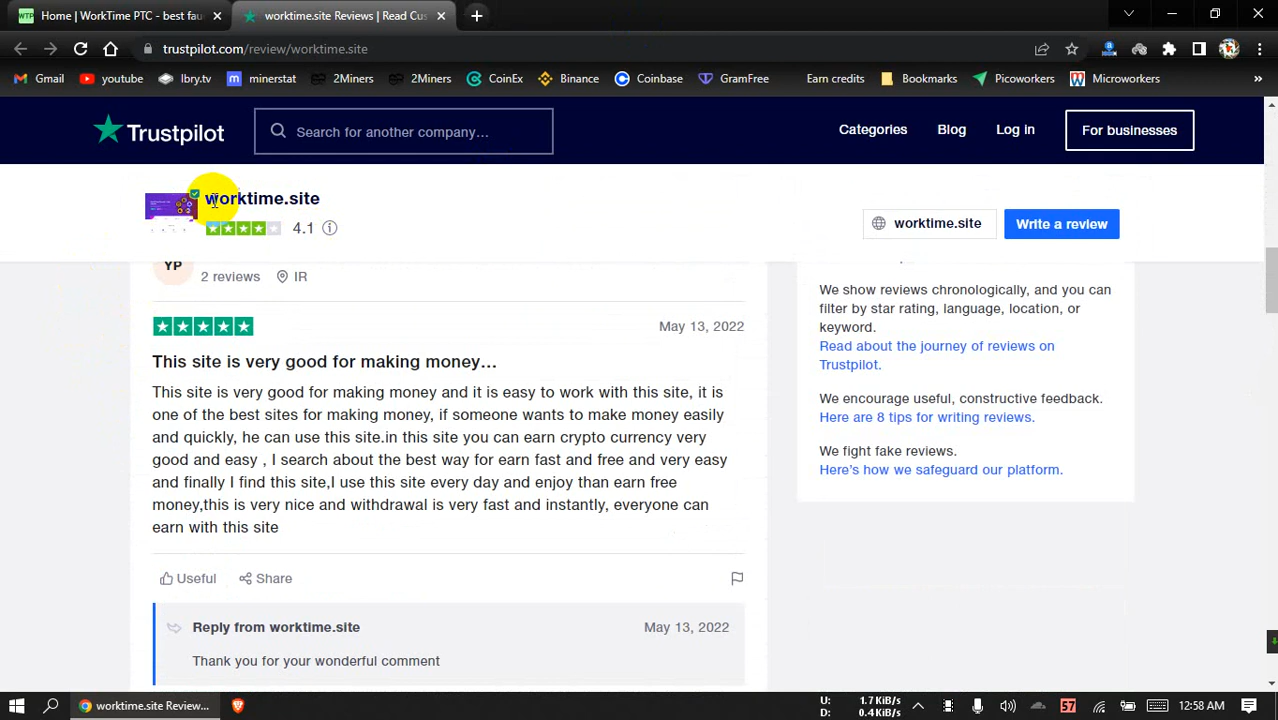 WTP Home | WorkTime PTC - best fau
worktime.site Reviews | Read Cus
trustpilot.com/review/worktime.site
Gmail youtube lbry.tv minerstat 2Miners 2Miners CoinEx Binance Coinbase GramFree Earn credits Bookmarks Picoworkers Microworkers »
Trustpilot
Search for another company...
Categories Blog Log in For businesses
worktime.site
4.1
worktime.site Write a review
YP
2 reviews IR
May 13, 2022
This site is very good for making money...
This site is very good for making money and it is easy to work with this site, it is
one of the best sites for making money, if someone wants to make money easily
and quickly, he can use this site.in this site you can earn crypto currency very
good and easy , I search about the best way for earn fast and free and very easy
and finally I find this site,I use this site every day and enjoy than earn free
money,this is very nice and withdrawal is very fast and instantly, everyone can
earn with this site
Useful Share
Reply from worktime.site May 13, 2022
Thank you for your wonderful comment
We show reviews chronologically, and you can
filter by star rating, language, location, or
keyword.
Read about the journey of reviews on
Trustpilot.
We encourage useful, constructive feedback.
Here are 8 tips for writing reviews.
We fight fake reviews.
Here's how we safeguard our platform.
worktime.site Review...
U: 1.7 KiB/s
D: 0.4 KiB/s
57
12:58 AM